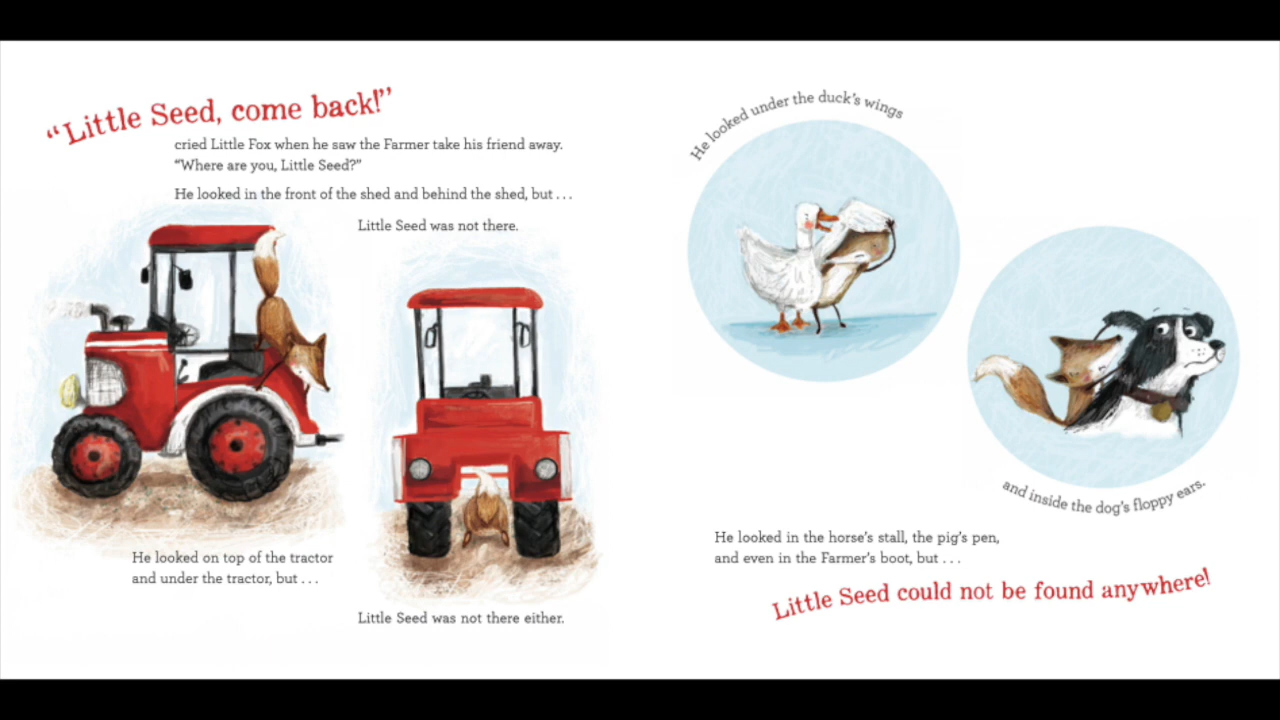 “Little Seed, come back!”
cried Little Fox when he saw the Farmer take his friend away.
“Where are you, Little Seed?”
He looked in the front of the shed and behind the shed, but . . .
Little Seed was not there.
He looked on top of the tractor
and under the tractor, but . . .
Little Seed was not there either.
He looked under the duck’s wings
and inside the dog’s floppy ears.
He looked in the horse’s stall, the pig’s pen,
and even in the Farmer’s boot, but . . .
Little Seed could not be found anywhere!